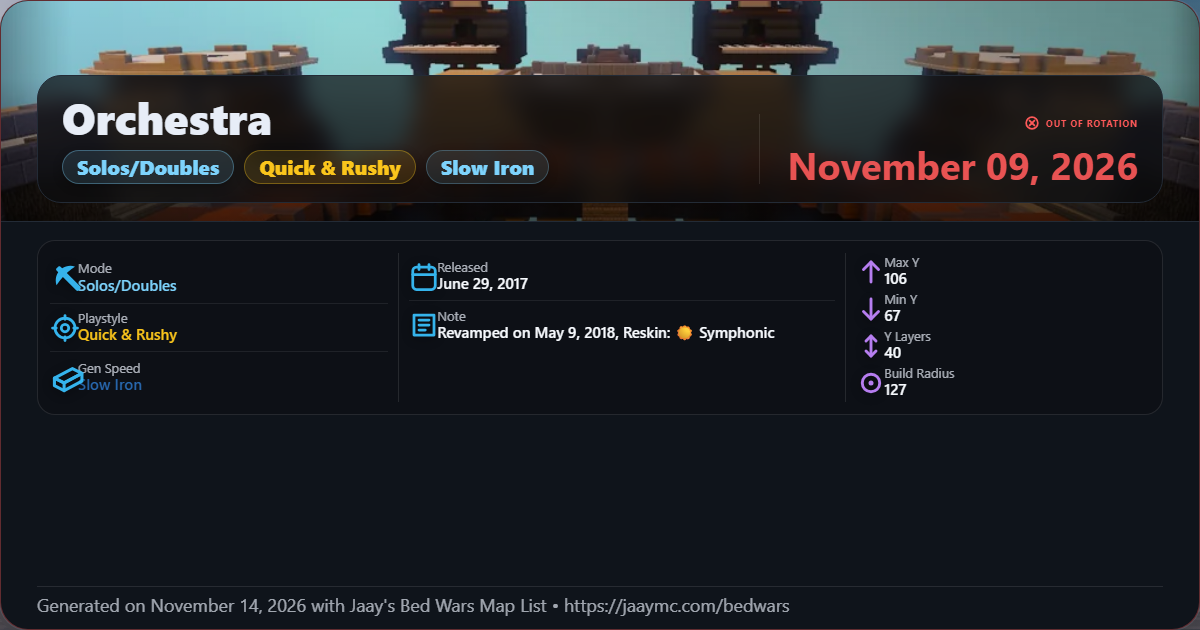 Orchestra
Solos/Doubles
Quick & Rushy
Slow Iron
OUT OF ROTATION
November 09, 2026
Mode
Solos/Doubles
Playstyle
Quick & Rushy
Gen Speed
Slow Iron
Released
June 29, 2017
Note
Revamped on May 9, 2018, Reskin: Symphonic
Max Y
106
Min Y
67
Y Layers
40
Build Radius
127
Generated on November 14, 2026 with Jaay's Bed Wars Map List • https://jaaymc.com/bedwars